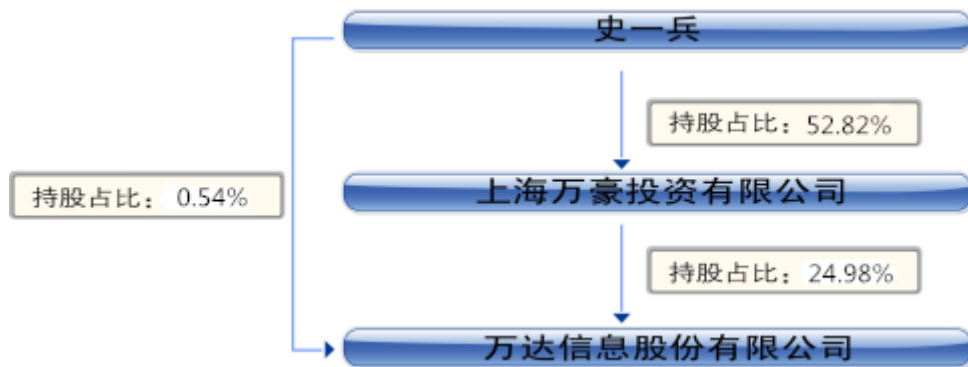 史一兵
持股占比：52.82%
持股占比：0.54%
上海万豪投资有限公司
持股占比：24.98%
万达信息股份有限公司